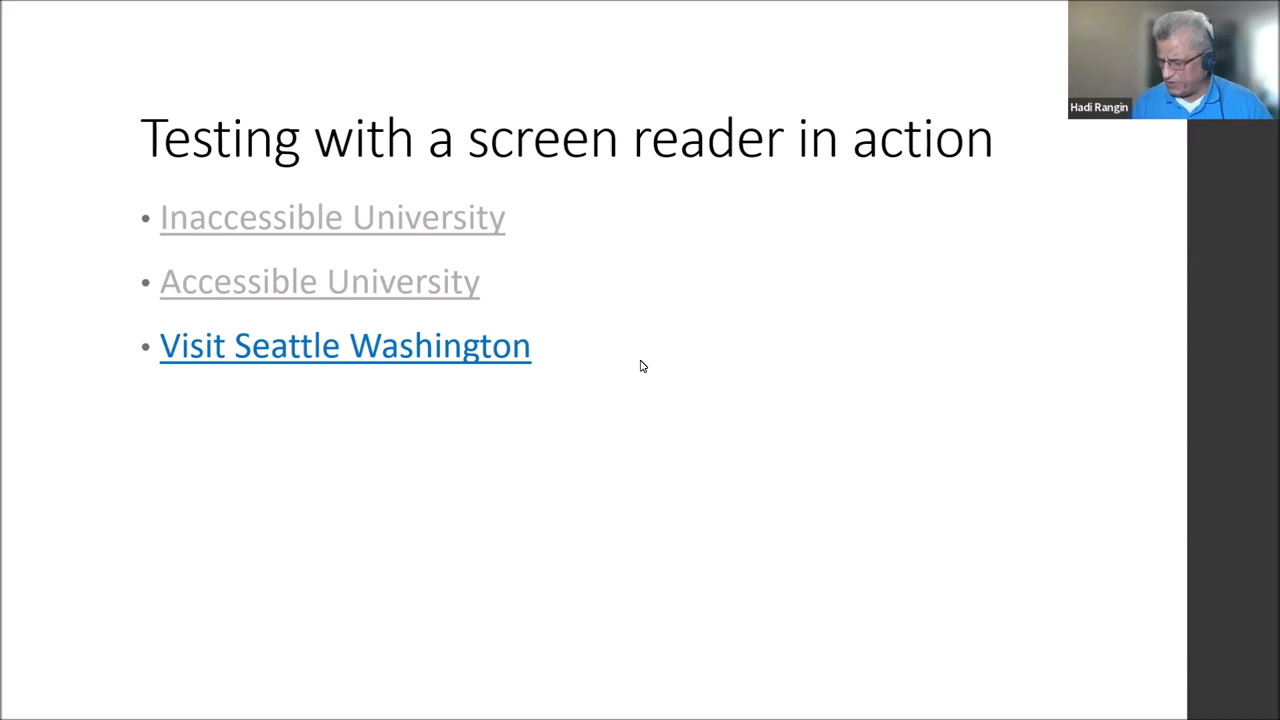 Testing with a screen reader in action
• Inaccessible University
• Accessible University
• Visit Seattle Washington
Hadi Rangin